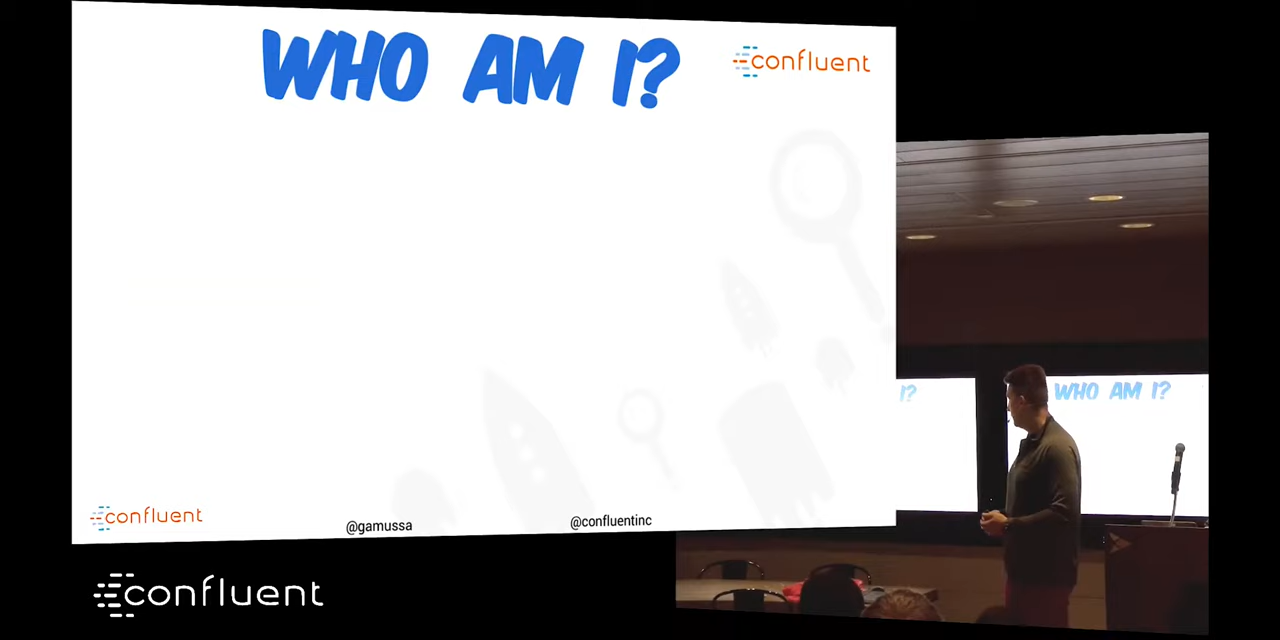 WHO AM I?
confluent
I?
WHO AM I?
confluent
@gamussa
@confluentinc
confluent